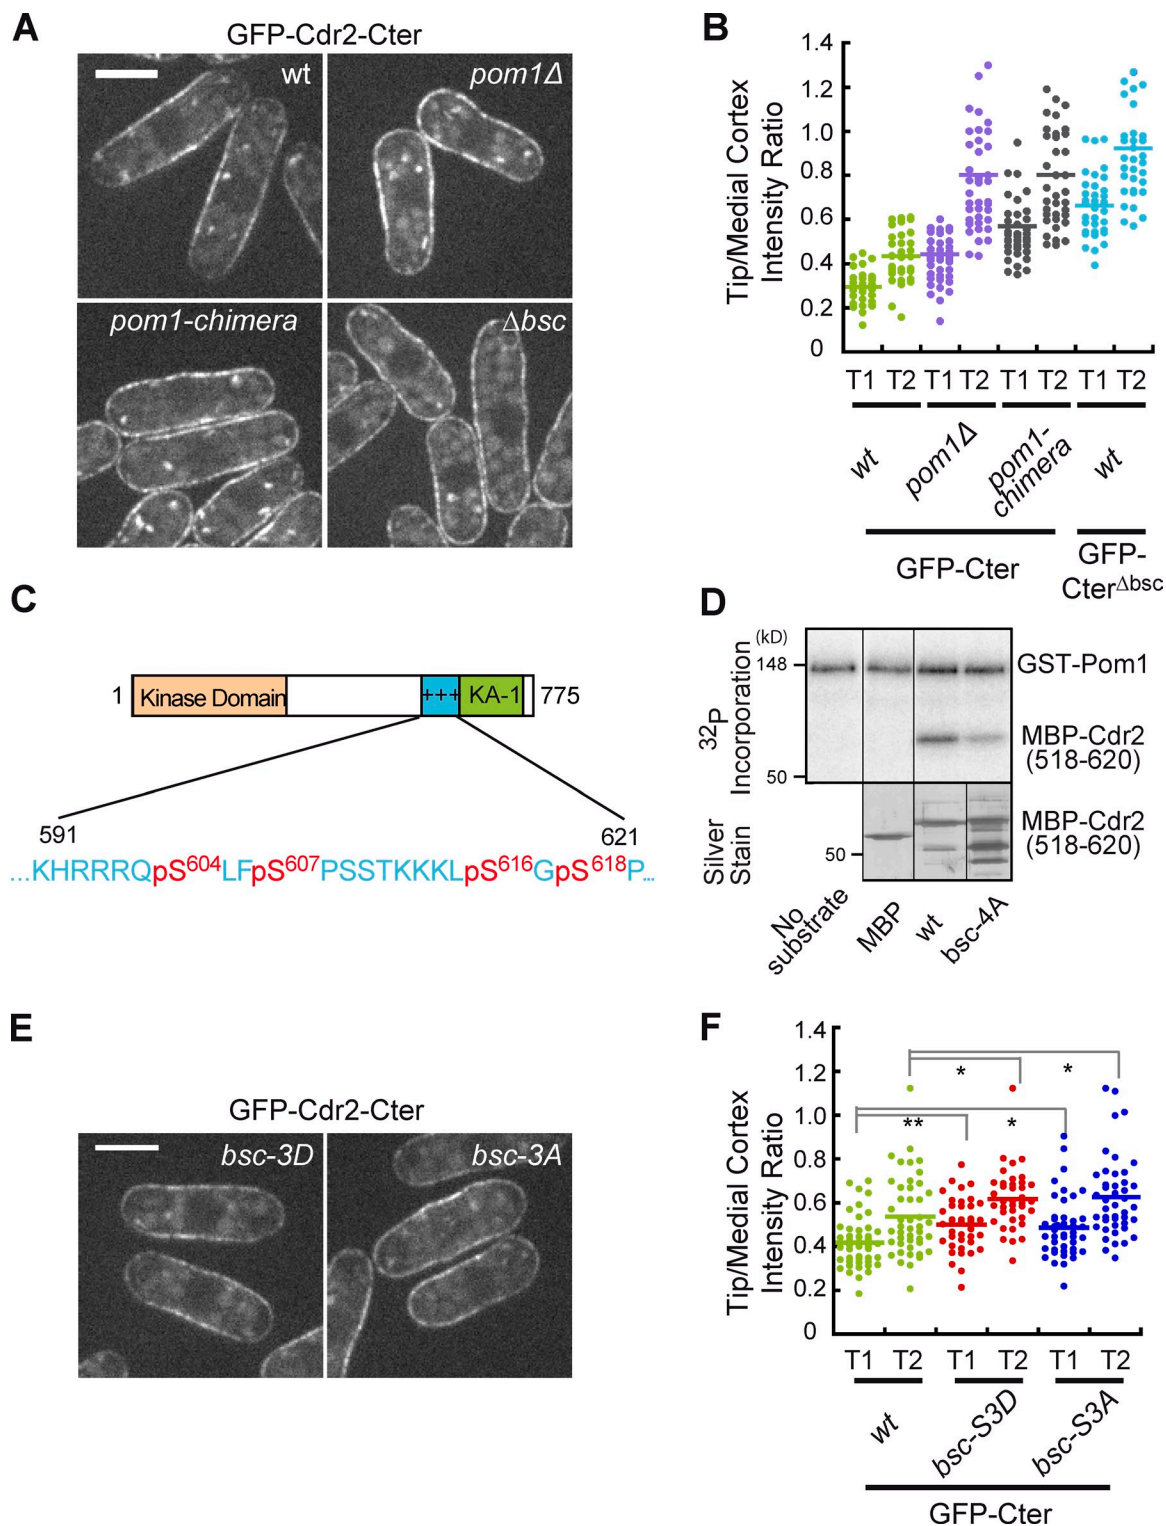 A
GFP-Cdr2-Cter
wt
pom1Δ
pom1-chimera
Δbsc
B
Tip/Medial Cortex
Intensity Ratio
1.4
1.2
1.0
0.8
0.6
0.4
0.2
0
T1 T2 T1 T2 T1 T2 T1 T2
wt
pom1Δ
pom1-
chimera
wt
GFP-Cter
GFP-
CterΔbsc
C
1
Kinase Domain
+++
KA-1
775
591
621
...KHRRRQpS604LFpS607PSSTKKKLpS616GpS618P...
D
(kD)
148
50
32P
Incorporation
GST-Pom1
MBP-Cdr2
(518-620)
Silver
Stain
50
MBP-Cdr2
(518-620)
No
substrate
MBP
wt
bsc-4A
E
GFP-Cdr2-Cter
bsc-3D
bsc-3A
F
Tip/Medial Cortex
Intensity Ratio
1.4
1.2
1.0
0.8
0.6
0.4
0.2
0
* *
** *
T1 T2 T1 T2 T1 T2
wt
bsc-S3D
bsc-S3A
GFP-Cter